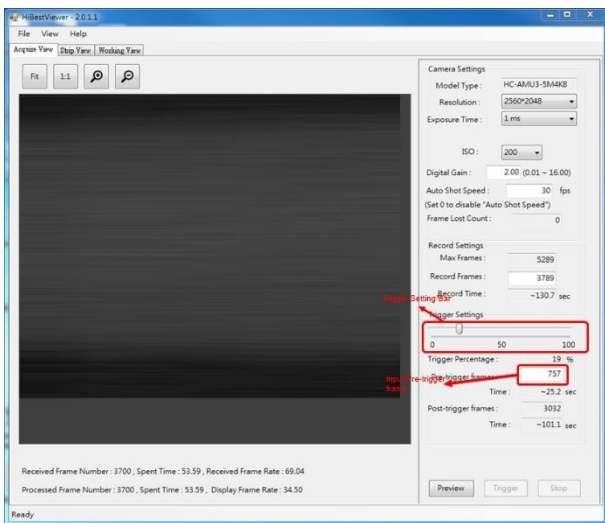 HiBestViewer - 2.0.1.1
File View Help
Acquire View Strip View Working View
Fit 1:1
Camera Settings
Model Type : HC-AMU3-5M4K8
Resolution : 2560*2048
Exposure Time : 1 ms
ISO : 200
Digital Gain : 2.00 (0.01 ~ 16.00)
Auto Shot Speed : 30 fps
(Set 0 to disable "Auto Shot Speed")
Frame Lost Count : 0
Record Settings
Max Frames : 5289
Record Frames : 3789
Record Time : ~130.7 sec
Trigger Setting Bar
Trigger Settings
0 50 100
Trigger Percentage : 19 %
Pre-trigger frames : 757
Input Pre-trigger
frame
Time : ~25.2 sec
Post-trigger frames : 3032
Time : ~101.1 sec
Received Frame Number : 3700 , Spent Time : 53.59 , Received Frame Rate : 69.04
Processed Frame Number : 3700 , Spent Time : 53.59 , Display Frame Rate : 34.50
Preview Trigger Stop
Ready